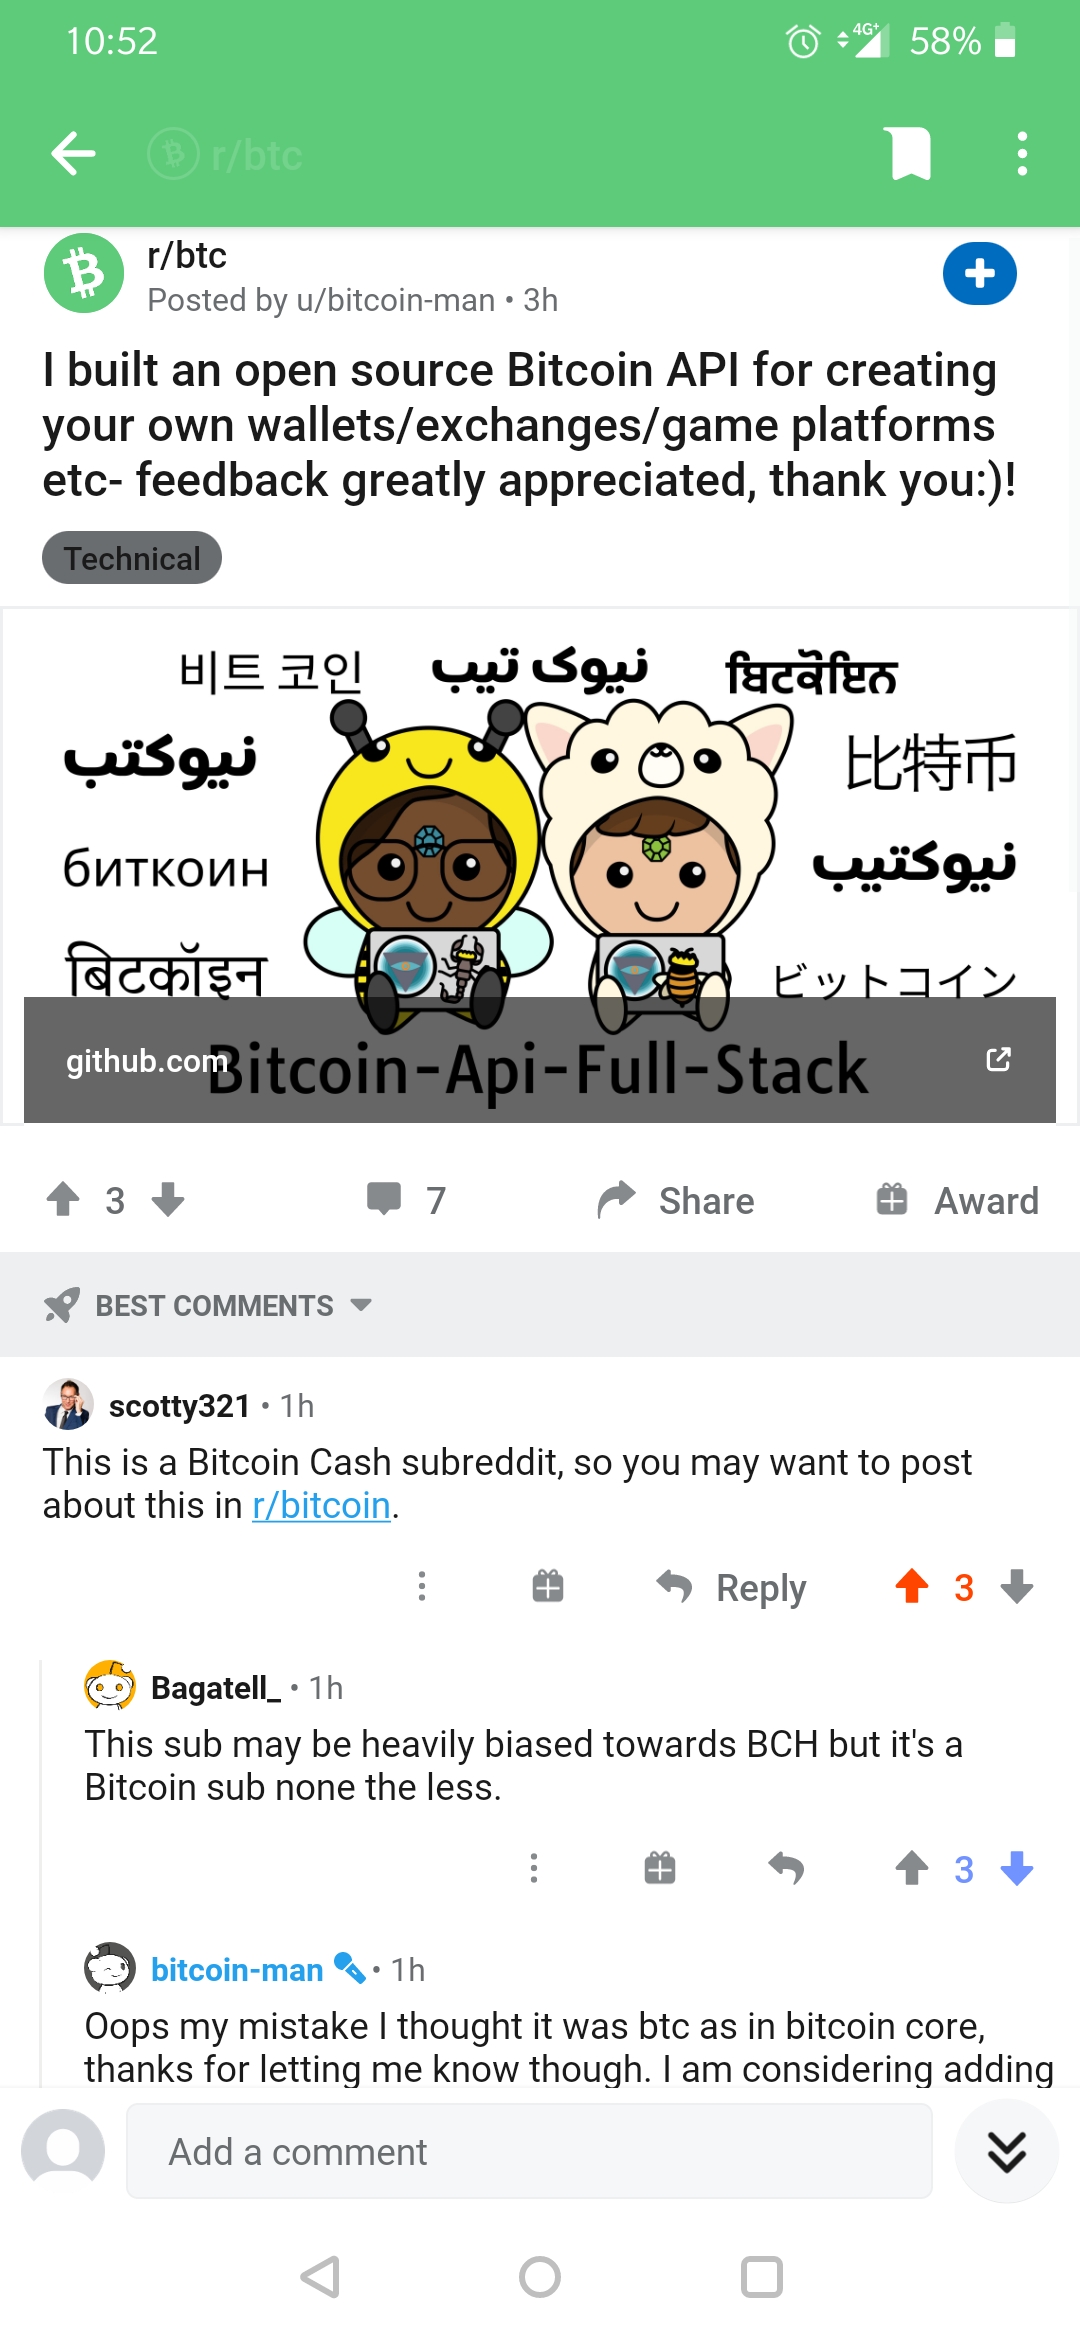 10:52
4G+ 58%
r/btc
r/btc
Posted by u/bitcoin-man • 3h
I built an open source Bitcoin API for creating
your own wallets/exchanges/game platforms
etc- feedback greatly appreciated, thank you:)!
Technical
비트 코인 نیوک تیب ਬਿਟਕੌਇਨ
نیوکتب 比特币
биткоин نیوکتیب
बिटकॉइन ビットコイン
github.com
Bitcoin-Api-Full-Stack
3 7 Share Award
BEST COMMENTS
scotty321 • 1h
This is a Bitcoin Cash subreddit, so you may want to post
about this in r/bitcoin.
Reply 3
Bagatell_ • 1h
This sub may be heavily biased towards BCH but it's a
Bitcoin sub none the less.
3
bitcoin-man • 1h
Oops my mistake I thought it was btc as in bitcoin core,
thanks for letting me know though. I am considering adding
Add a comment